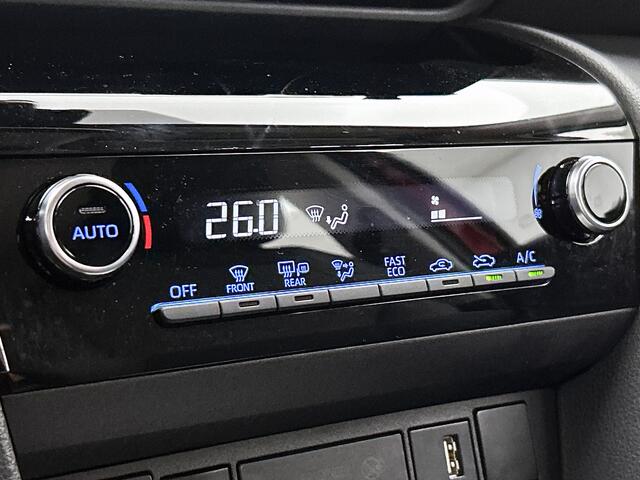 AUTO
26.0
OFF
FRONT
REAR
FAST
ECO
A/C